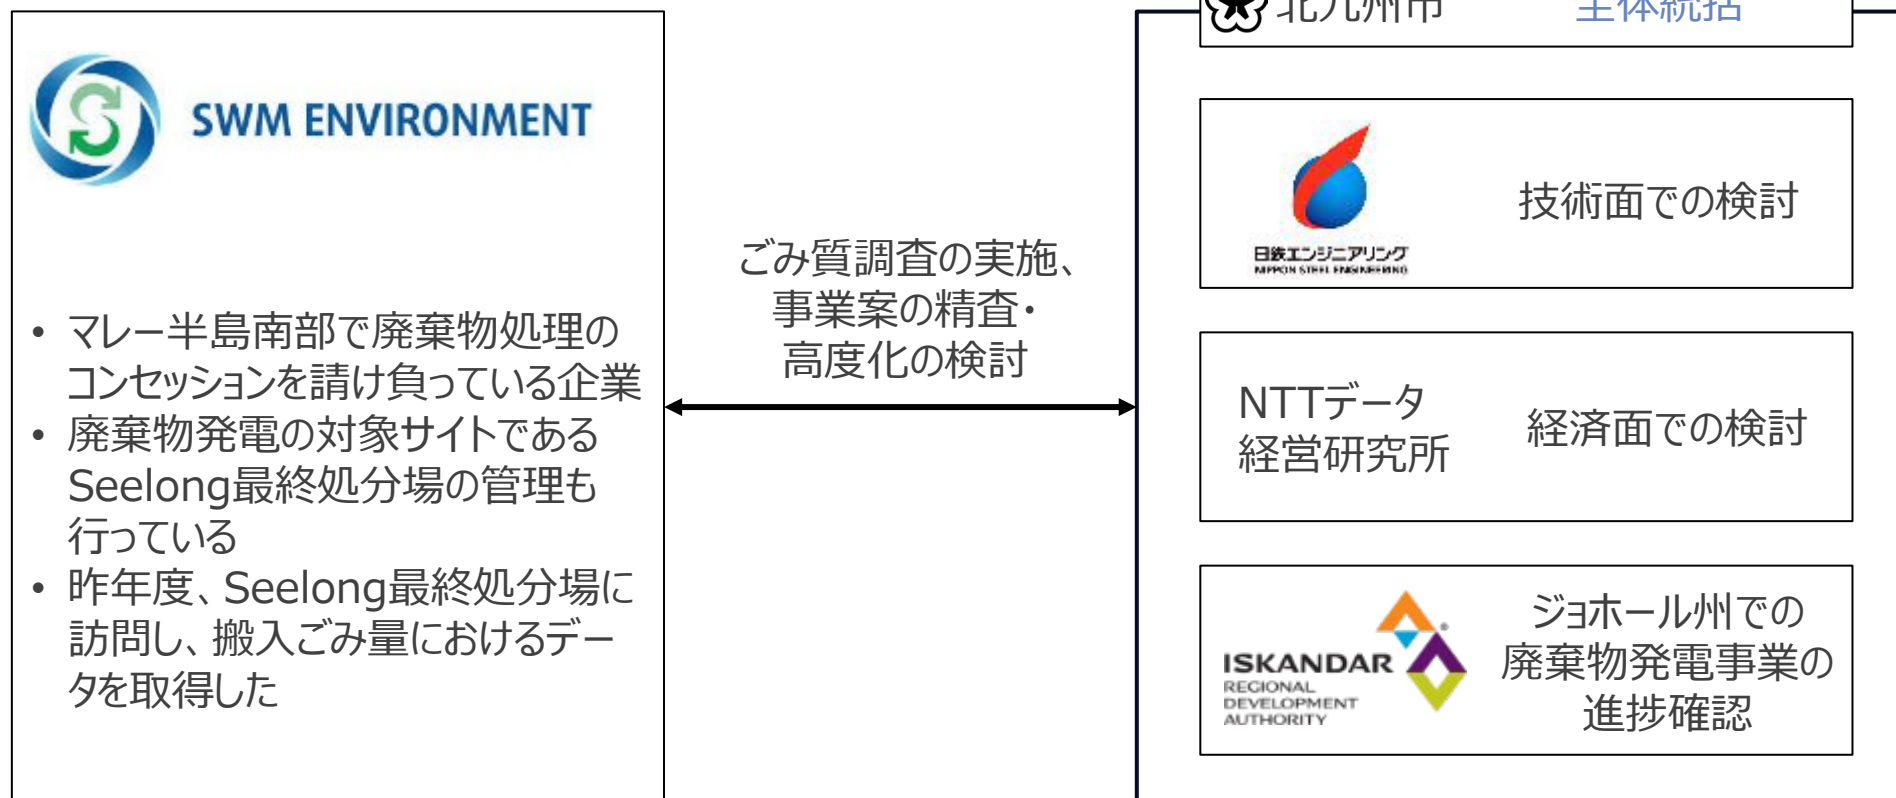 SWM ENVIRONMENT
• マレー半島南部で廃棄物処理の
コンセッションを請け負っている企業
• 廃棄物発電の対象サイトである
Seelong最終処分場の管理も
行っている
• 昨年度、Seelong最終処分場に
訪問し、搬入ごみ量におけるデー
タを取得した
ごみ質調査の実施、
事業案の精査・
高度化の検討
北九州市
全体統括
日鉄エンジニアリング
NIPPON STEEL ENGINEERING
技術面での検討
NTTデータ
経営研究所
経済面での検討
ISKANDAR
REGIONAL
DEVELOPMENT
AUTHORITY
ジョホール州での
廃棄物発電事業の
進捗確認